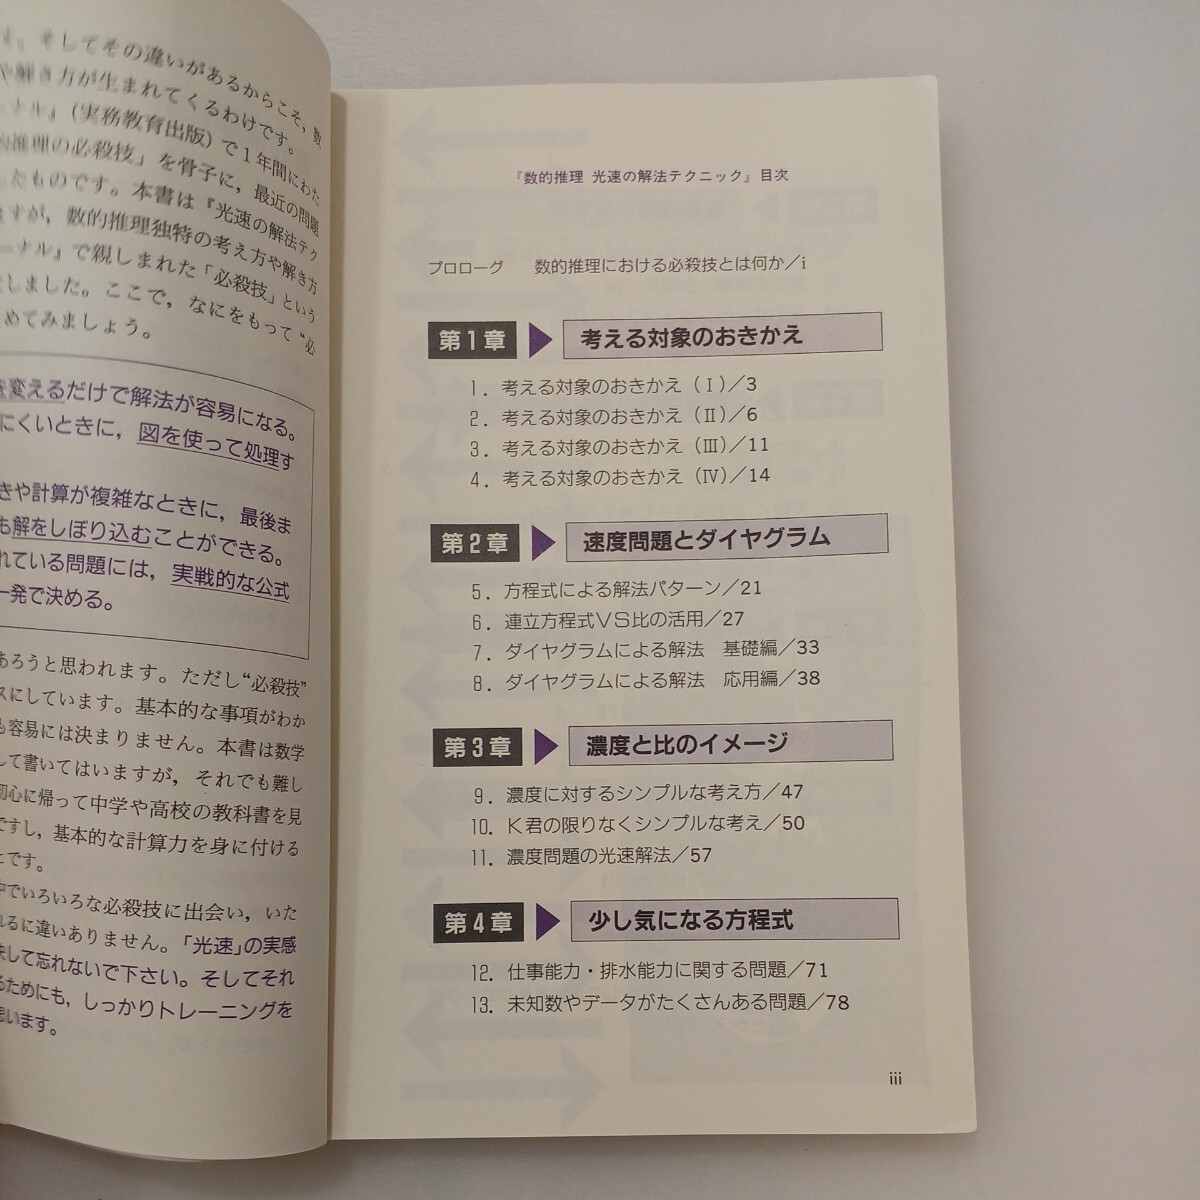 、そしてその違いがあるからこそ，数
や解き方が生まれてくるわけです。
ーナル」（実務教育出版）で1年間にわた
的推理の必殺技」を骨子に，最近の問題
したものです。本書は『光速の解法テク
ますが，数的推理独特の考え方や解き方
ーナル』で親しまれた「必殺技」という
しました。ここで，なにをもって“必
めてみましょう。
を変えるだけで解法が容易になる。
にくいときに，図を使って処理す
きや計算が複雑なときに，最後ま
も解をしぼり込むことができる。
れている問題には，実戦的な公式
一発で決める。
あろうと思われます。ただし“必殺技”
スにしています。基本的な事項がわか
も容易には決まりません。本書は数学
して書いてはいますが，それでも難し
初心に帰って中学や高校の教科書を見
ですし，基本的な計算力を身に付ける
とです。
中でいろいろな必殺技に出会い，いた
れるに違いありません。「光速」の実感
決して忘れないで下さい。そしてそれ
るためにも，しっかりトレーニングを
思います。
『数的推理 光速の解法テクニック』目次
プロローグ 数的推理における必殺技とは何か／i
第1章 考える対象のおきかえ
1．考える対象のおきかえ（Ⅰ）／3
2．考える対象のおきかえ（Ⅱ）／6
3．考える対象のおきかえ（Ⅲ）／11
4．考える対象のおきかえ（Ⅳ）／14
第2章 速度問題とダイヤグラム
5．方程式による解法パターン／21
6．連立方程式VS比の活用／27
7．ダイヤグラムによる解法 基礎編／33
8．ダイヤグラムによる解法 応用編／38
第3章 濃度と比のイメージ
9．濃度に対するシンプルな考え方／47
10．K君の限りなくシンプルな考え／50
11．濃度問題の光速解法／57
第4章 少し気になる方程式
12．仕事能力・排水能力に関する問題／71
13．未知数やデータがたくさんある問題／78
iii